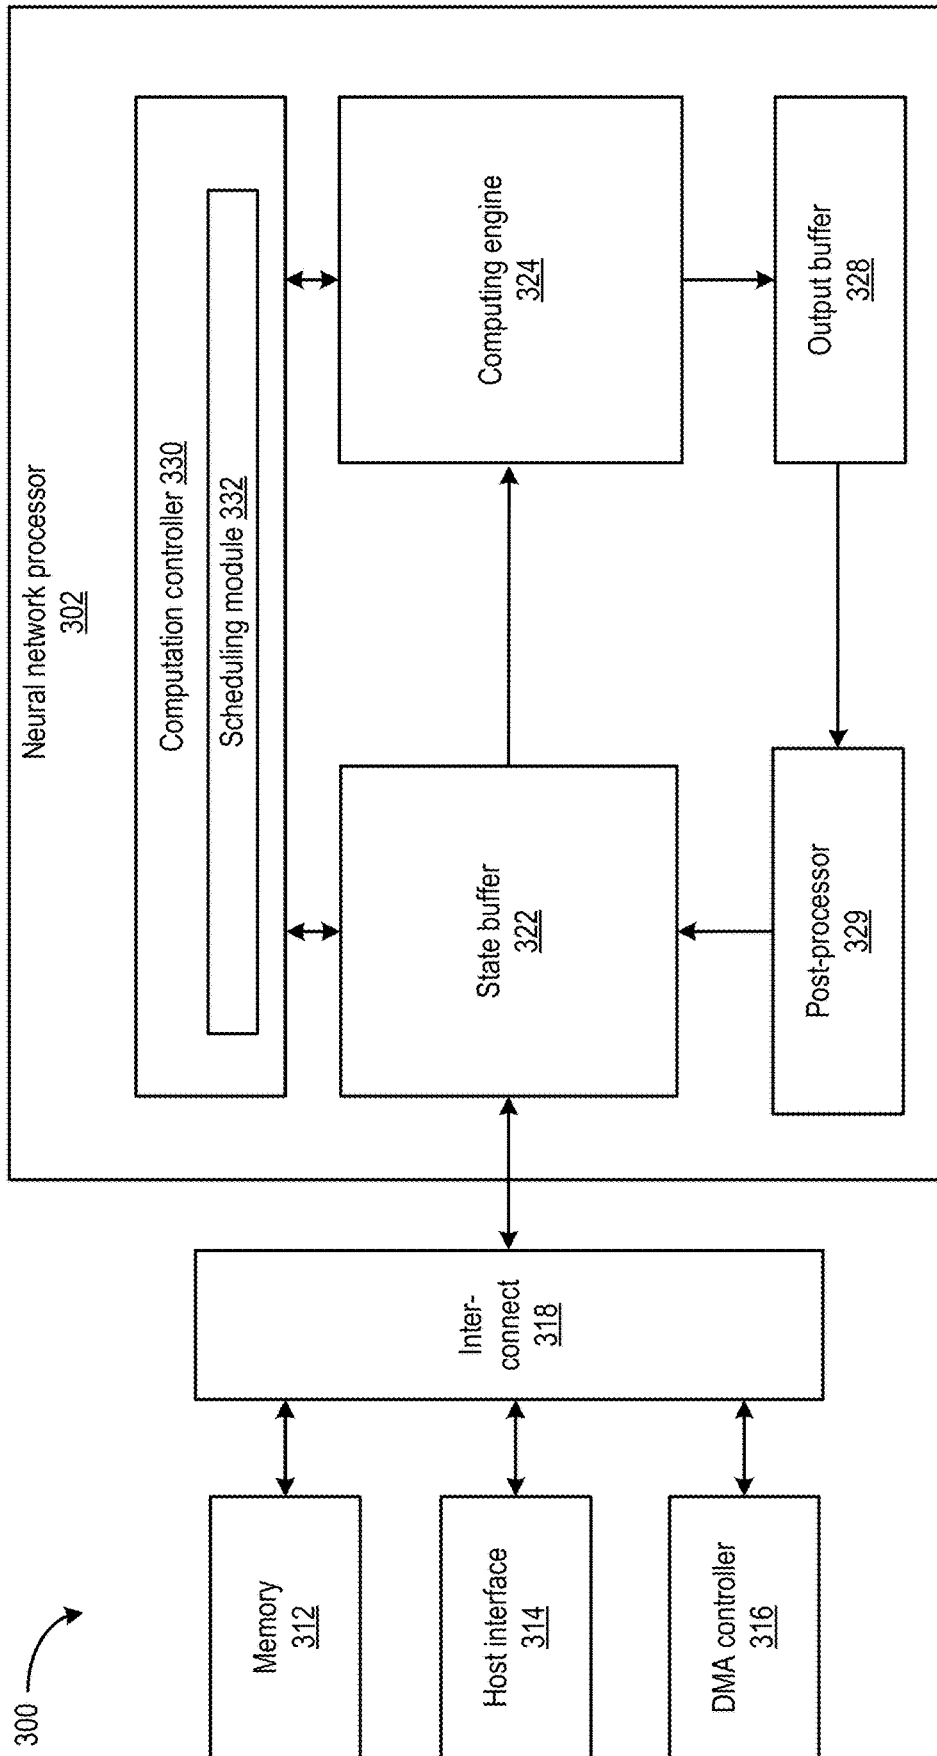 300
Neural network processor
302
Computation controller 330
Scheduling module 332
Memory
312
Host interface
314
DMA controller
316
Inter-
connect
318
State buffer
322
Computing engine
324
Post-processor
329
Output buffer
328